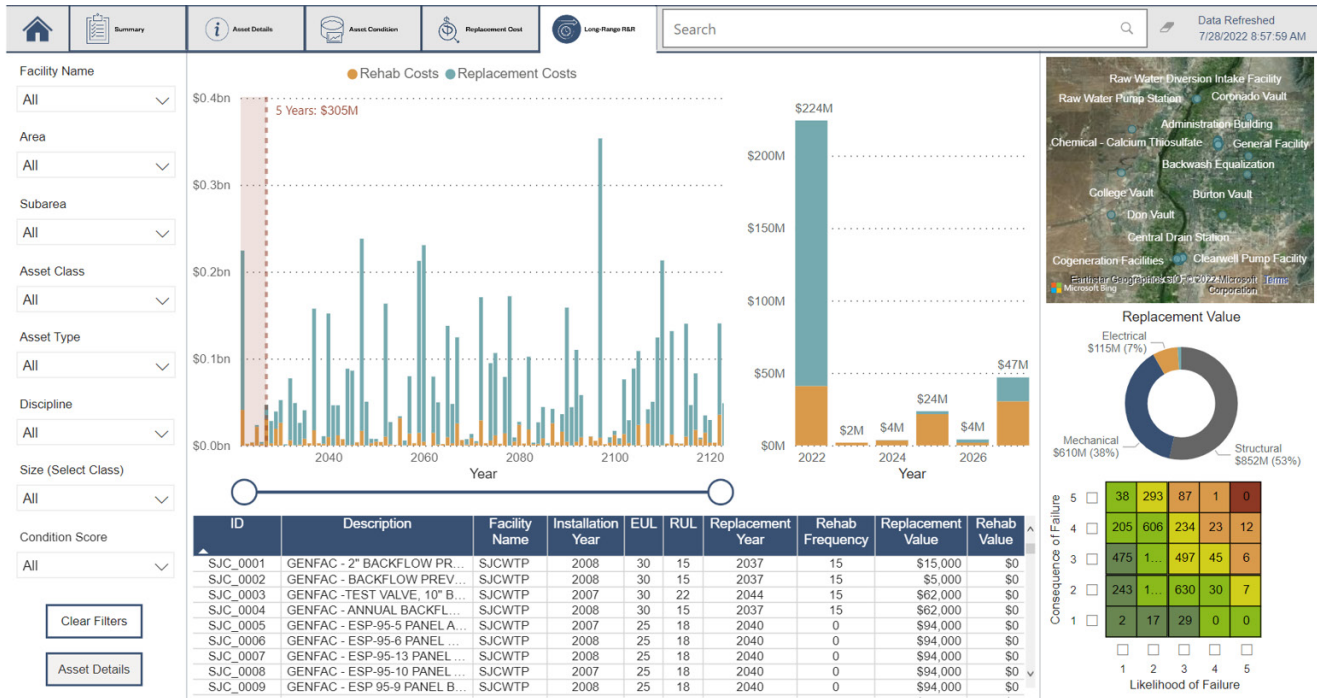 Summary
Asset Details
Asset Condition
Replacement Cost
Long-Range R&R
Search
Data Refreshed
7/28/2022 8:57:59 AM
Facility Name
All
Area
All
Subarea
All
Asset Class
All
Asset Type
All
Discipline
All
Size (Select Class)
All
Condition Score
All
Clear Filters
Asset Details
Rehab Costs Replacement Costs
$0.4bn
5 Years: $305M
$0.3bn
$0.2bn
$0.1bn
$0.0bn
2040 2060 2080 2100 2120
Year
$224M
$200M
$150M
$100M
$50M
$47M
$24M
$2M $4M $4M
$0M
2022 2024 2026
Year
Raw Water Diversion Intake Facility
Raw Water Pump Station Coronado Vault
Administration Building
Chemical - Calcium Thiosulfate General Facility
Backwash Equalization
College Vault Burton Vault
Don Vault
Central Drain Station
Cogeneration Facilities Clearwell Pump Facility
Microsoft Bing
Corporation
Terms
Replacement Value
Electrical
$115M (7%)
Mechanical
$610M (38%)
Structural
$852M (53%)
ID Description Facility Name Installation Year EUL RUL Replacement Year Rehab Frequency Replacement Value Rehab Value
SJC_0001 GENFAC - 2" BACKFLOW PR... SJCWTP 2008 30 15 2037 15 $15,000 $0
SJC_0002 GENFAC - BACKFLOW PREV... SJCWTP 2008 30 15 2037 15 $5,000 $0
SJC_0003 GENFAC -TEST VALVE, 10" B... SJCWTP 2007 30 22 2044 15 $62,000 $0
SJC_0004 GENFAC - ANNUAL BACKFL... SJCWTP 2008 30 15 2037 15 $62,000 $0
SJC_0005 GENFAC - ESP-95-5 PANEL A... SJCWTP 2007 25 18 2040 0 $94,000 $0
SJC_0006 GENFAC - ESP-95-6 PANEL ... SJCWTP 2008 25 18 2040 0 $94,000 $0
SJC_0007 GENFAC - ESP-95-13 PANEL ... SJCWTP 2008 25 18 2040 0 $94,000 $0
SJC_0008 GENFAC - ESP-95-10 PANEL ... SJCWTP 2007 25 18 2040 0 $94,000 $0
SJC_0009 GENFAC - ESP 95-9 PANEL B... SJCWTP 2008 25 18 2040 0 $94,000 $0
Consequence of Failure
5 38 293 87 1 0
4 205 606 234 23 12
3 475 1... 497 45 6
2 243 1... 630 30 7
1 2 17 29 0 0
1 2 3 4 5
Likelihood of Failure